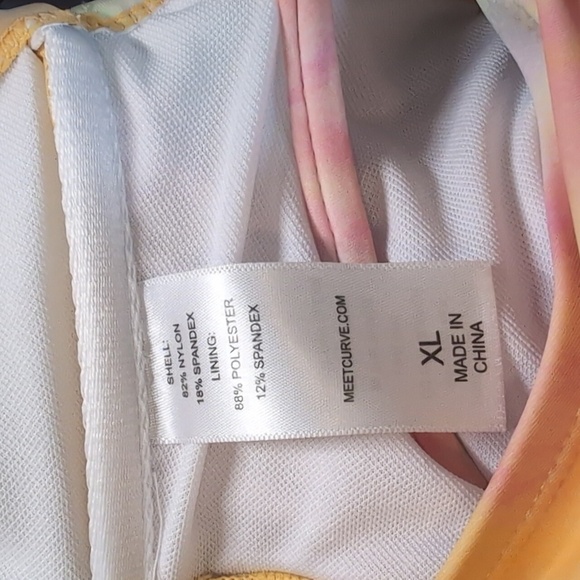 SHELL:
82% NYLON
18% SPANDEX
LINING:
88% POLYESTER
12% SPANDEX
MEETCURVE.COM
XL
MADE IN
CHINA